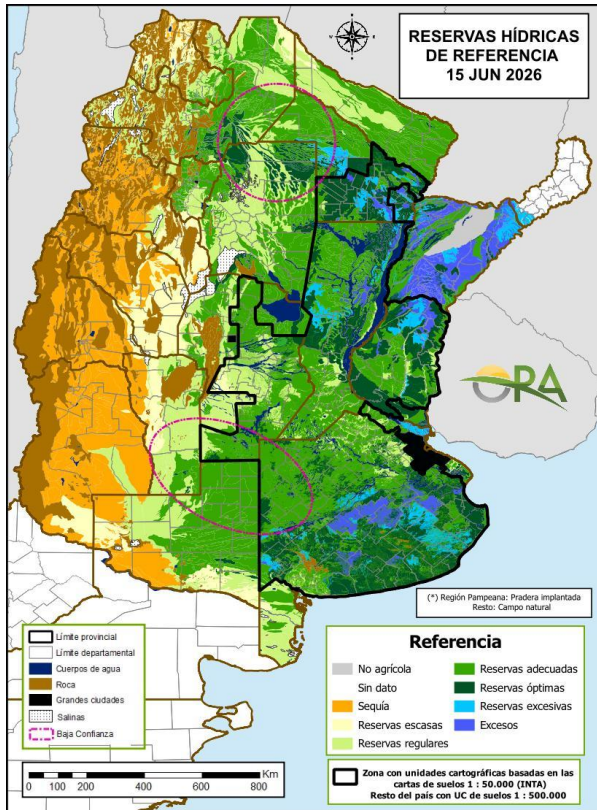 RESERVAS HÍDRICAS
DE REFERENCIA
15 JUN 2026
ORA
(*) Región Pampeana: Pradera implantada
Resto: Campo natural
Límite provincial
Límite departamental
Cuerpos de agua
Roca
Grandes ciudades
Salinas
Baja Confianza
Referencia
No agrícola
Sin dato
Sequía
Reservas escasas
Reservas regulares
Reservas adecuadas
Reservas óptimas
Reservas excesivas
Excesos
0 100 200 400 600 800 Km
Zona con unidades cartográficas basadas en las
cartas de suelos 1 : 50.000 (INTA)
Resto del país con UC de suelos 1 : 500.000